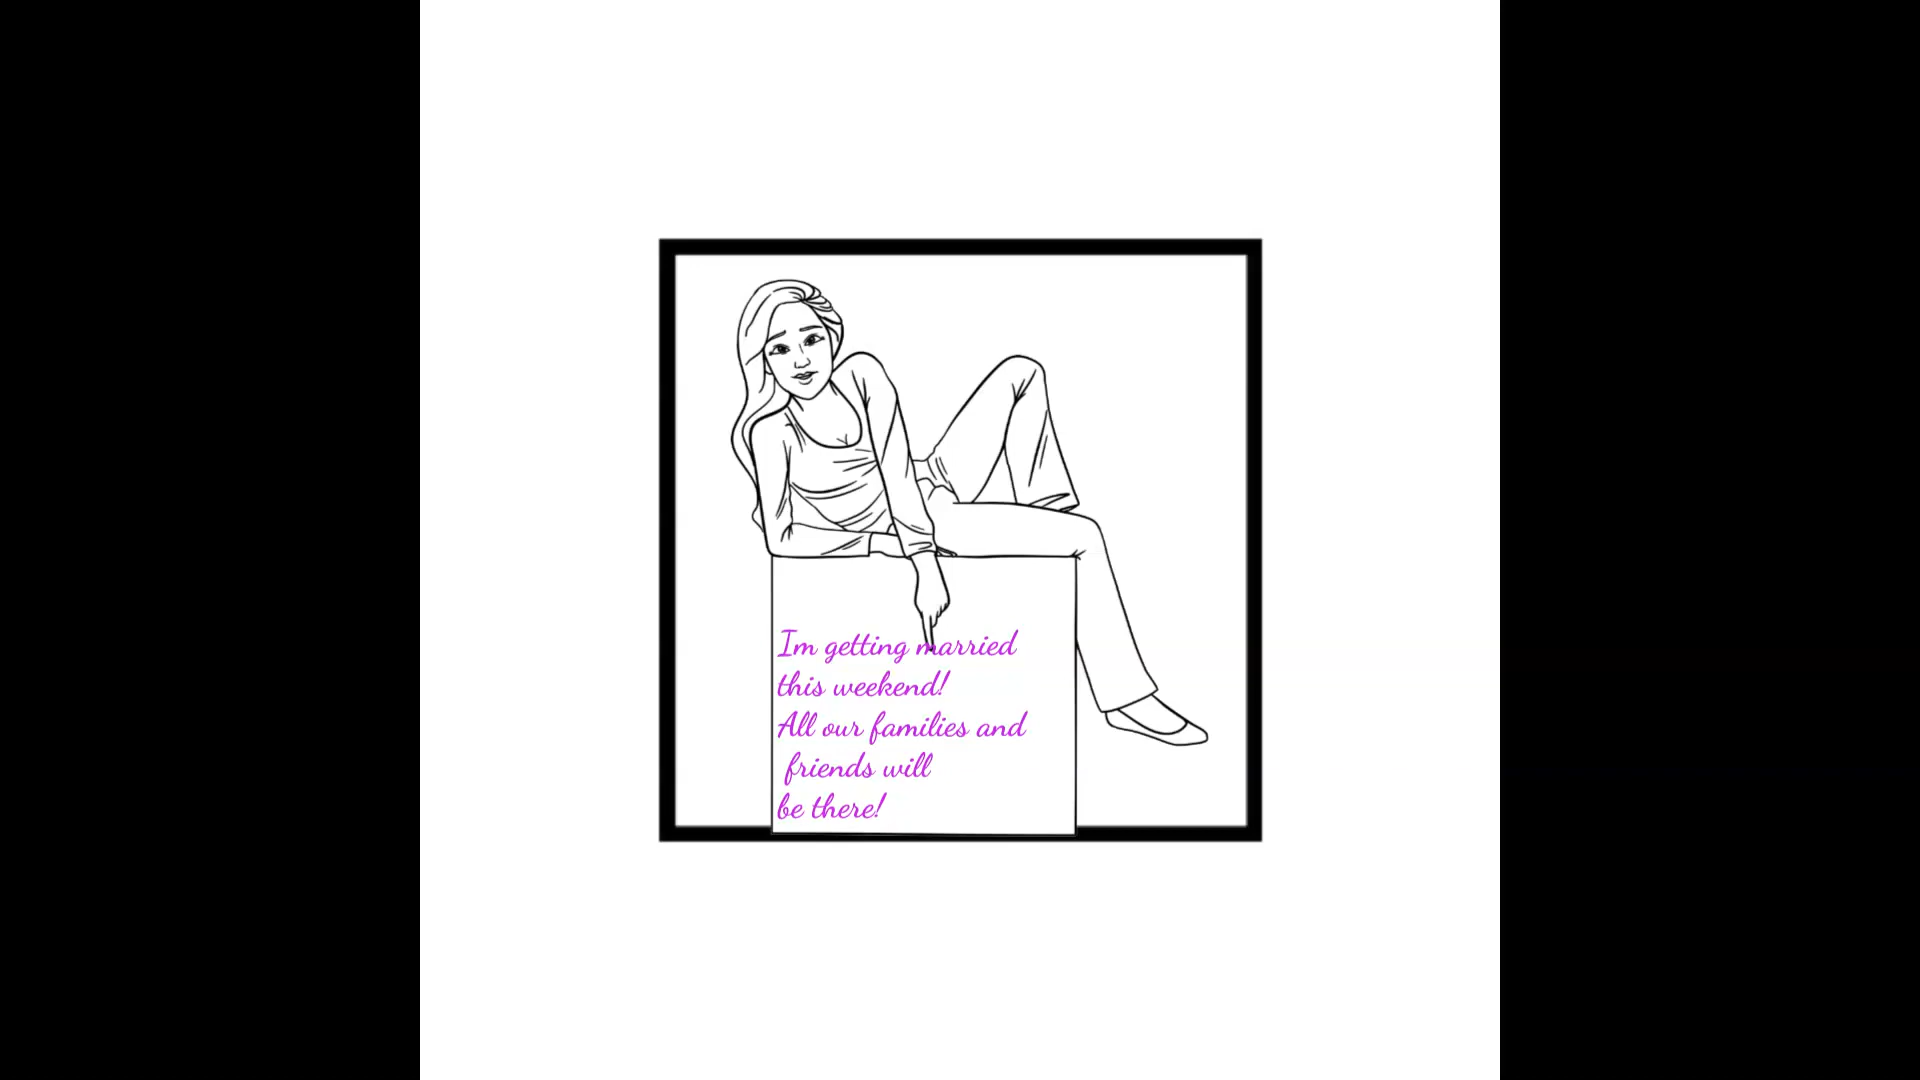 Im getting married
this weekend!
All our families and
friends will
be there!